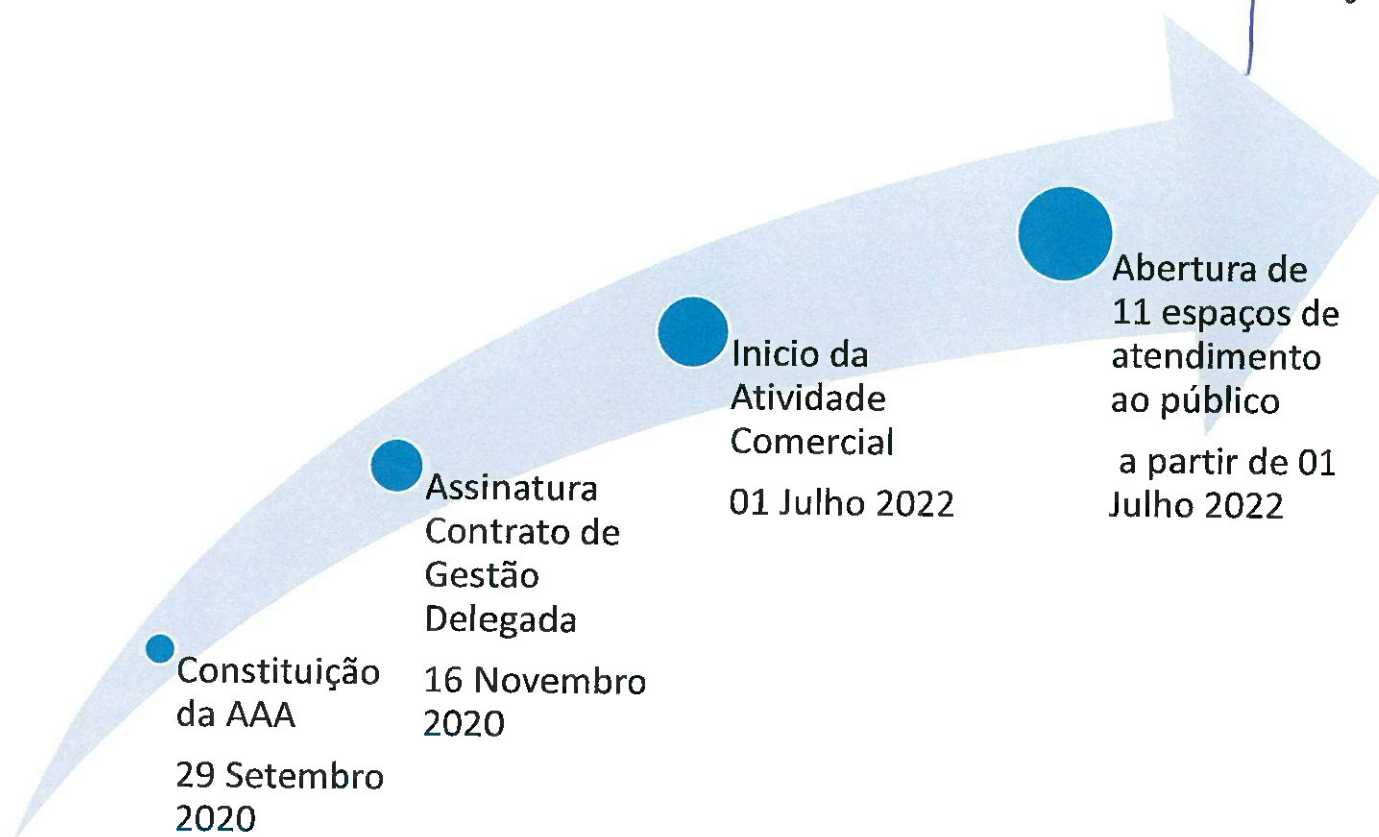 Constituição
da AAA
29 Setembro
2020
Assinatura
Contrato de
Gestão
Delegada
16 Novembro
2020
Inicio da
Atividade
Comercial
01 Julho 2022
Abertura de
11 espaços de
atendimento
ao público
a partir de 01
Julho 2022